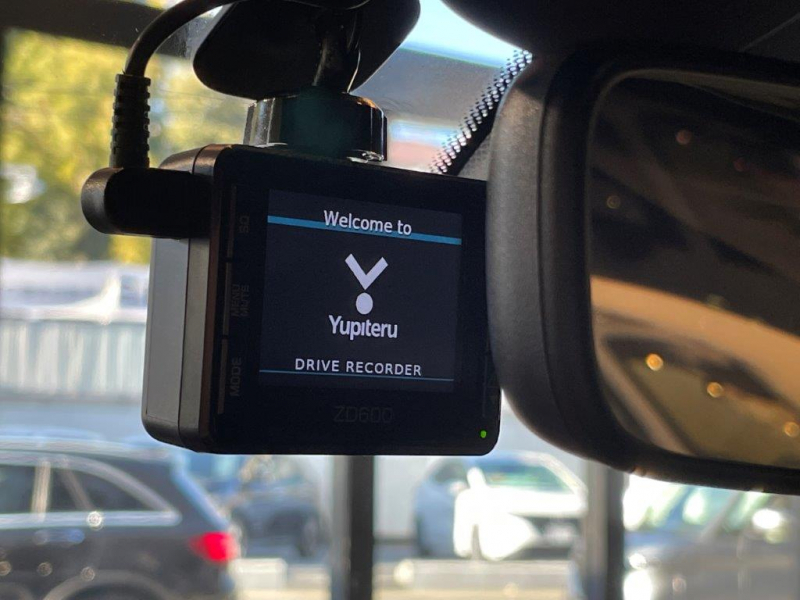 Welcome to
Yupiteru
DRIVE RECORDER
MODE
ZD600